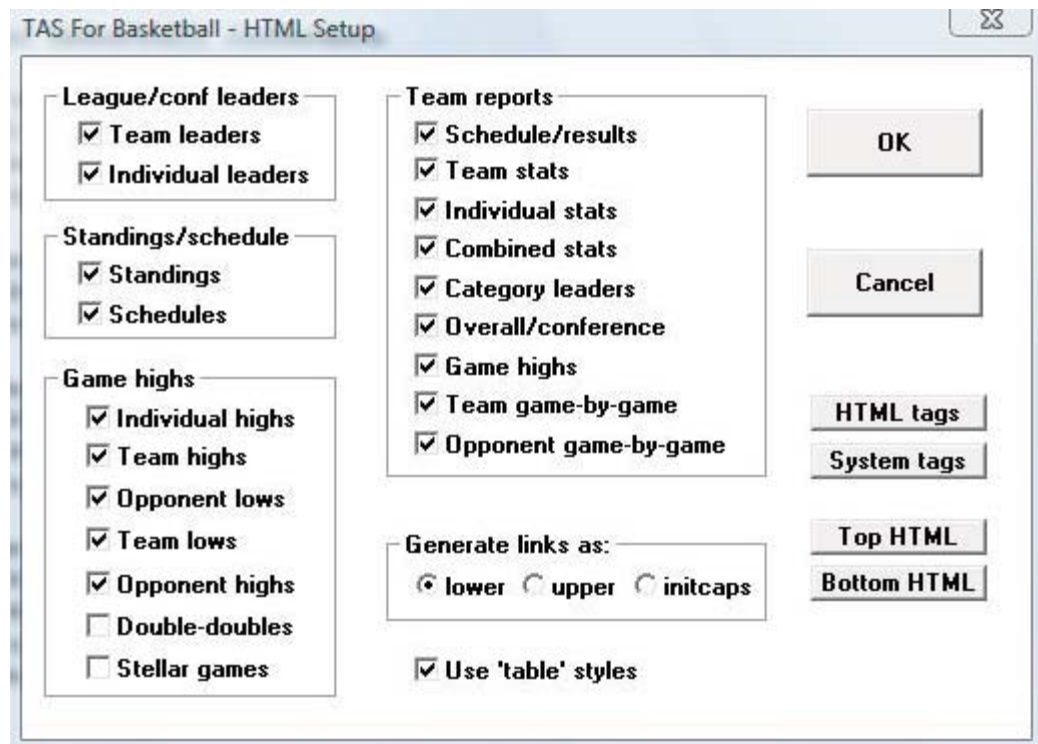 TAS For Basketball - HTML Setup
League/conf leaders
Team leaders
Individual leaders
Standings/schedule
Standings
Schedules
Game highs
Individual highs
Team highs
Opponent lows
Team lows
Opponent highs
Double-doubles
Stellar games
Team reports
Schedule/results
Team stats
Individual stats
Combined stats
Category leaders
Overall/conference
Game highs
Team game-by-game
Opponent game-by-game
Generate links as:
lower upper initcaps
Use 'table' styles
OK
Cancel
HTML tags
System tags
Top HTML
Bottom HTML